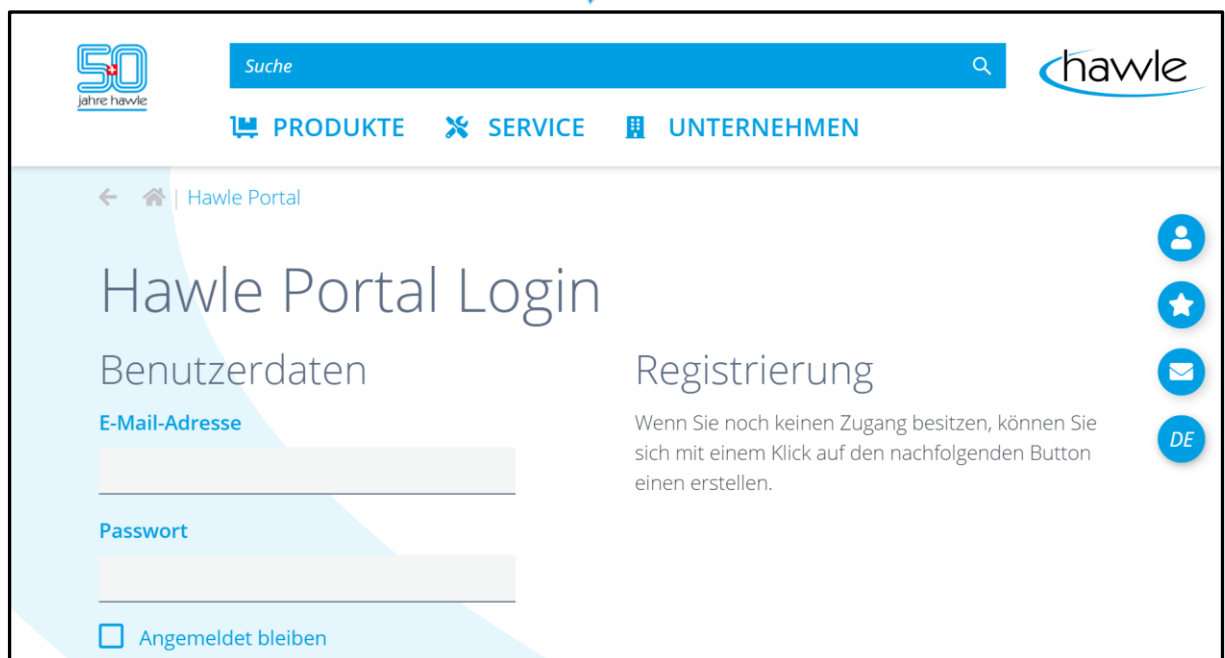 50
jahre hawle
Suche
hawle
PRODUKTE SERVICE UNTERNEHMEN
| Hawle Portal
Hawle Portal Login
Benutzerdaten
E-Mail-Adresse
Passwort
Angemeldet bleiben
Registrierung
Wenn Sie noch keinen Zugang besitzen, können Sie
sich mit einem Klick auf den nachfolgenden Button
einen erstellen.
DE